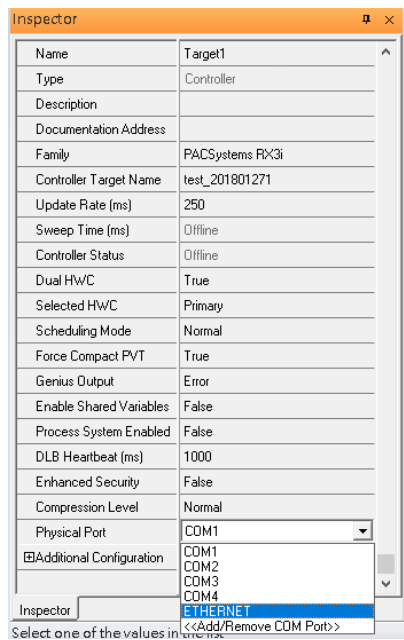 Inspector
Name Target1
Type Controller
Description
Documentation Address
Family PACSystems RX3i
Controller Target Name test_201801271
Update Rate (ms) 250
Sweep Time (ms) Offline
Controller Status Offline
Dual HWC True
Selected HWC Primary
Scheduling Mode Normal
Force Compact PVT True
Genius Output Error
Enable Shared Variables False
Process System Enabled False
DLB Heartbeat (ms) 1000
Enhanced Security False
Compression Level Normal
Physical Port COM1
Additional Configuration
COM1
COM2
COM3
COM4
ETHERNET
<<Add/Remove COM Port>>
Inspector
Select one of the values in the list